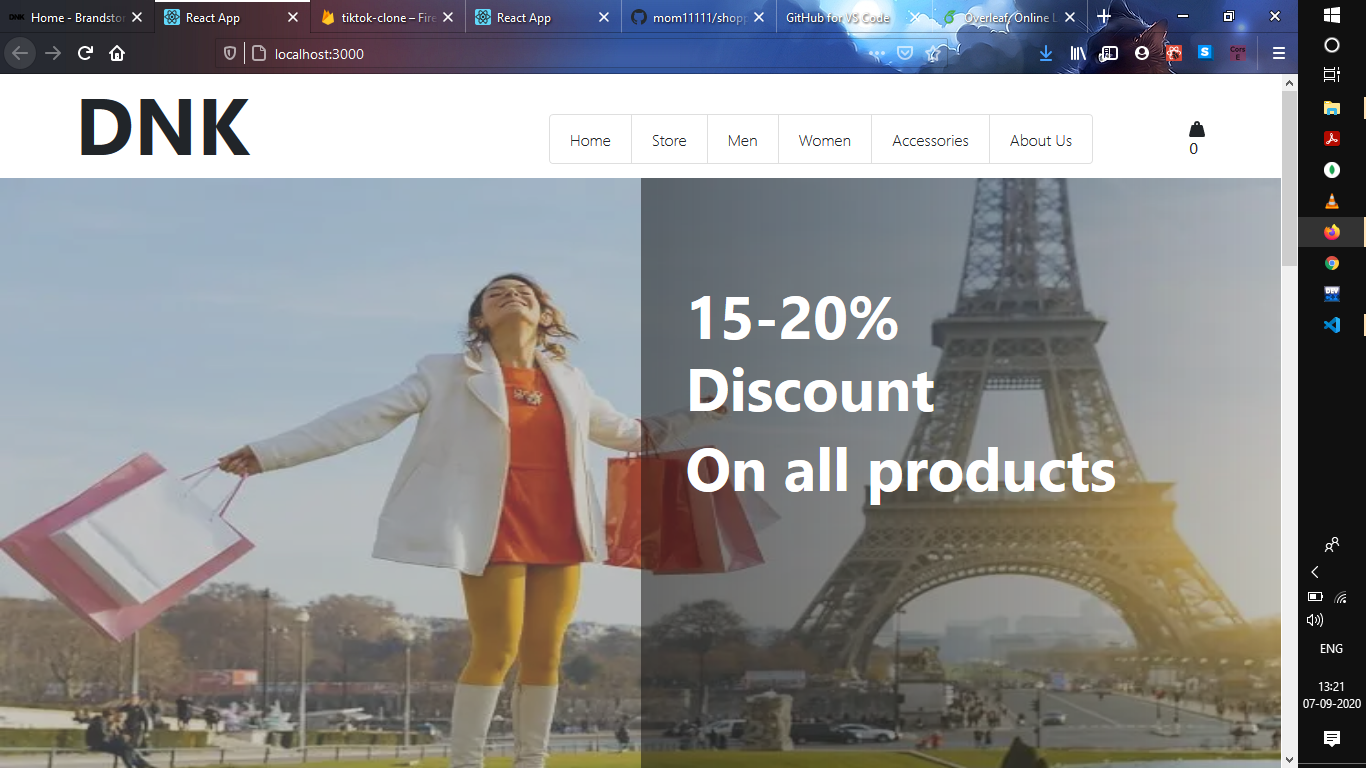 Home - Brandstor
React App
tiktok-clone – Fire
React App
mom11111/shopp
GitHub for VS Code
Overleaf, Online L
localhost:3000
DNK
Home
Store
Men
Women
Accessories
About Us
0
15-20%
Discount
On all products
ENG
13:21
07-09-2020